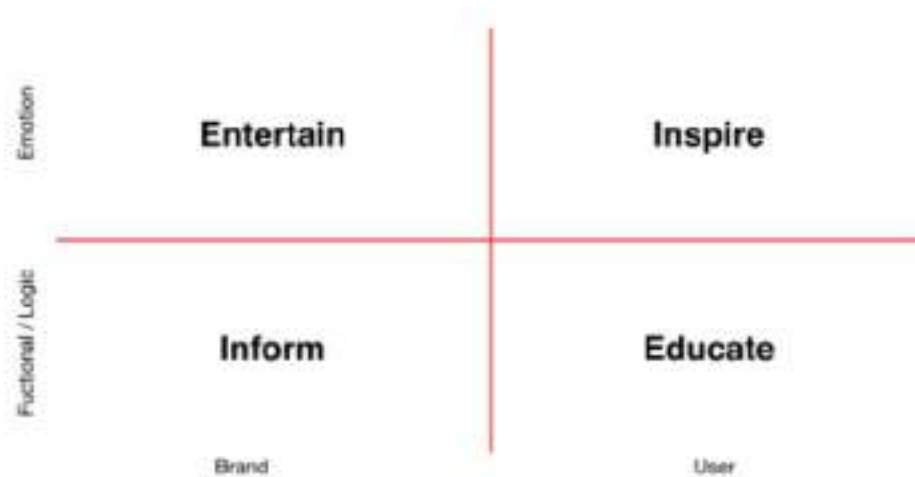 Emotion
Entertain
Inspire
Fuctional / Logic
Inform
Educate
Brand
User